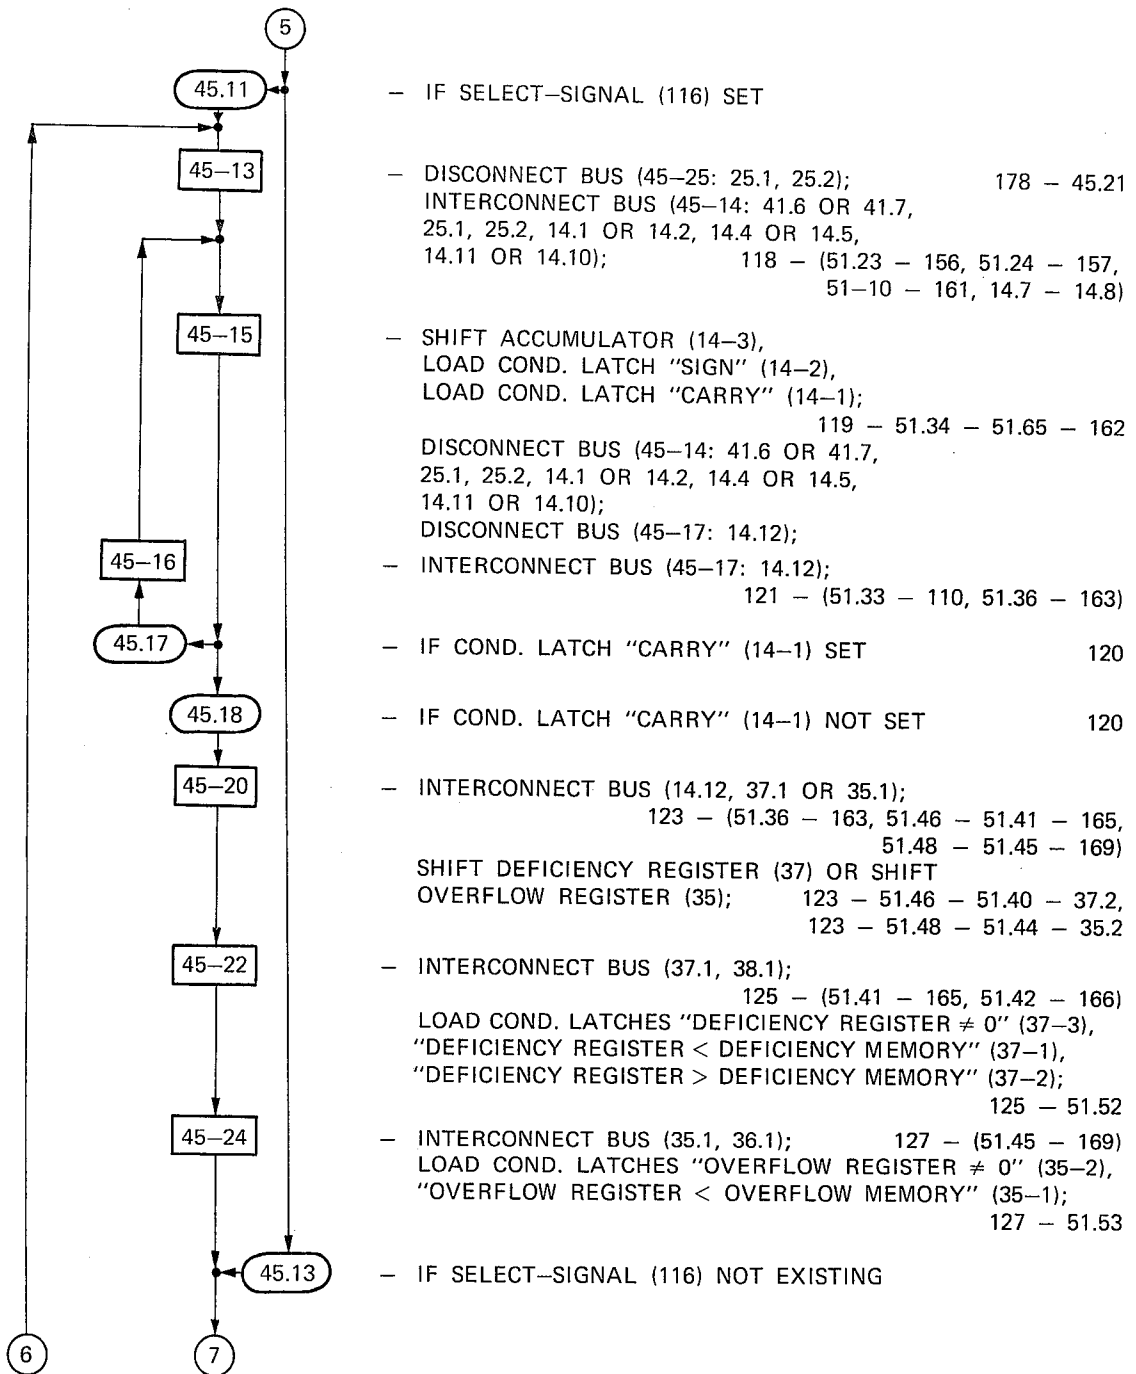 5
45.11
– IF SELECT–SIGNAL (116) SET
45–13
– DISCONNECT BUS (45–25: 25.1, 25.2); 178 – 45.21
INTERCONNECT BUS (45–14: 41.6 OR 41.7,
25.1, 25.2, 14.1 OR 14.2, 14.4 OR 14.5,
14.11 OR 14.10); 118 – (51.23 – 156, 51.24 – 157,
51–10 – 161, 14.7 – 14.8)
45–15
– SHIFT ACCUMULATOR (14–3),
LOAD COND. LATCH "SIGN" (14–2),
LOAD COND. LATCH "CARRY" (14–1);
119 – 51.34 – 51.65 – 162
DISCONNECT BUS (45–14: 41.6 OR 41.7,
25.1, 25.2, 14.1 OR 14.2, 14.4 OR 14.5,
14.11 OR 14.10);
DISCONNECT BUS (45–17: 14.12);
45–16
– INTERCONNECT BUS (45–17: 14.12);
121 – (51.33 – 110, 51.36 – 163)
45.17
– IF COND. LATCH "CARRY" (14–1) SET 120
45.18
– IF COND. LATCH "CARRY" (14–1) NOT SET 120
45–20
– INTERCONNECT BUS (14.12, 37.1 OR 35.1);
123 – (51.36 – 163, 51.46 – 51.41 – 165,
51.48 – 51.45 – 169)
SHIFT DEFICIENCY REGISTER (37) OR SHIFT
OVERFLOW REGISTER (35); 123 – 51.46 – 51.40 – 37.2,
123 – 51.48 – 51.44 – 35.2
45–22
– INTERCONNECT BUS (37.1, 38.1);
125 – (51.41 – 165, 51.42 – 166)
LOAD COND. LATCHES "DEFICIENCY REGISTER ≠ 0" (37–3),
"DEFICIENCY REGISTER < DEFICIENCY MEMORY" (37–1),
"DEFICIENCY REGISTER > DEFICIENCY MEMORY" (37–2);
125 – 51.52
45–24
– INTERCONNECT BUS (35.1, 36.1); 127 – (51.45 – 169)
LOAD COND. LATCHES "OVERFLOW REGISTER ≠ 0" (35–2),
"OVERFLOW REGISTER < OVERFLOW MEMORY" (35–1);
127 – 51.53
45.13
– IF SELECT–SIGNAL (116) NOT EXISTING
6
7